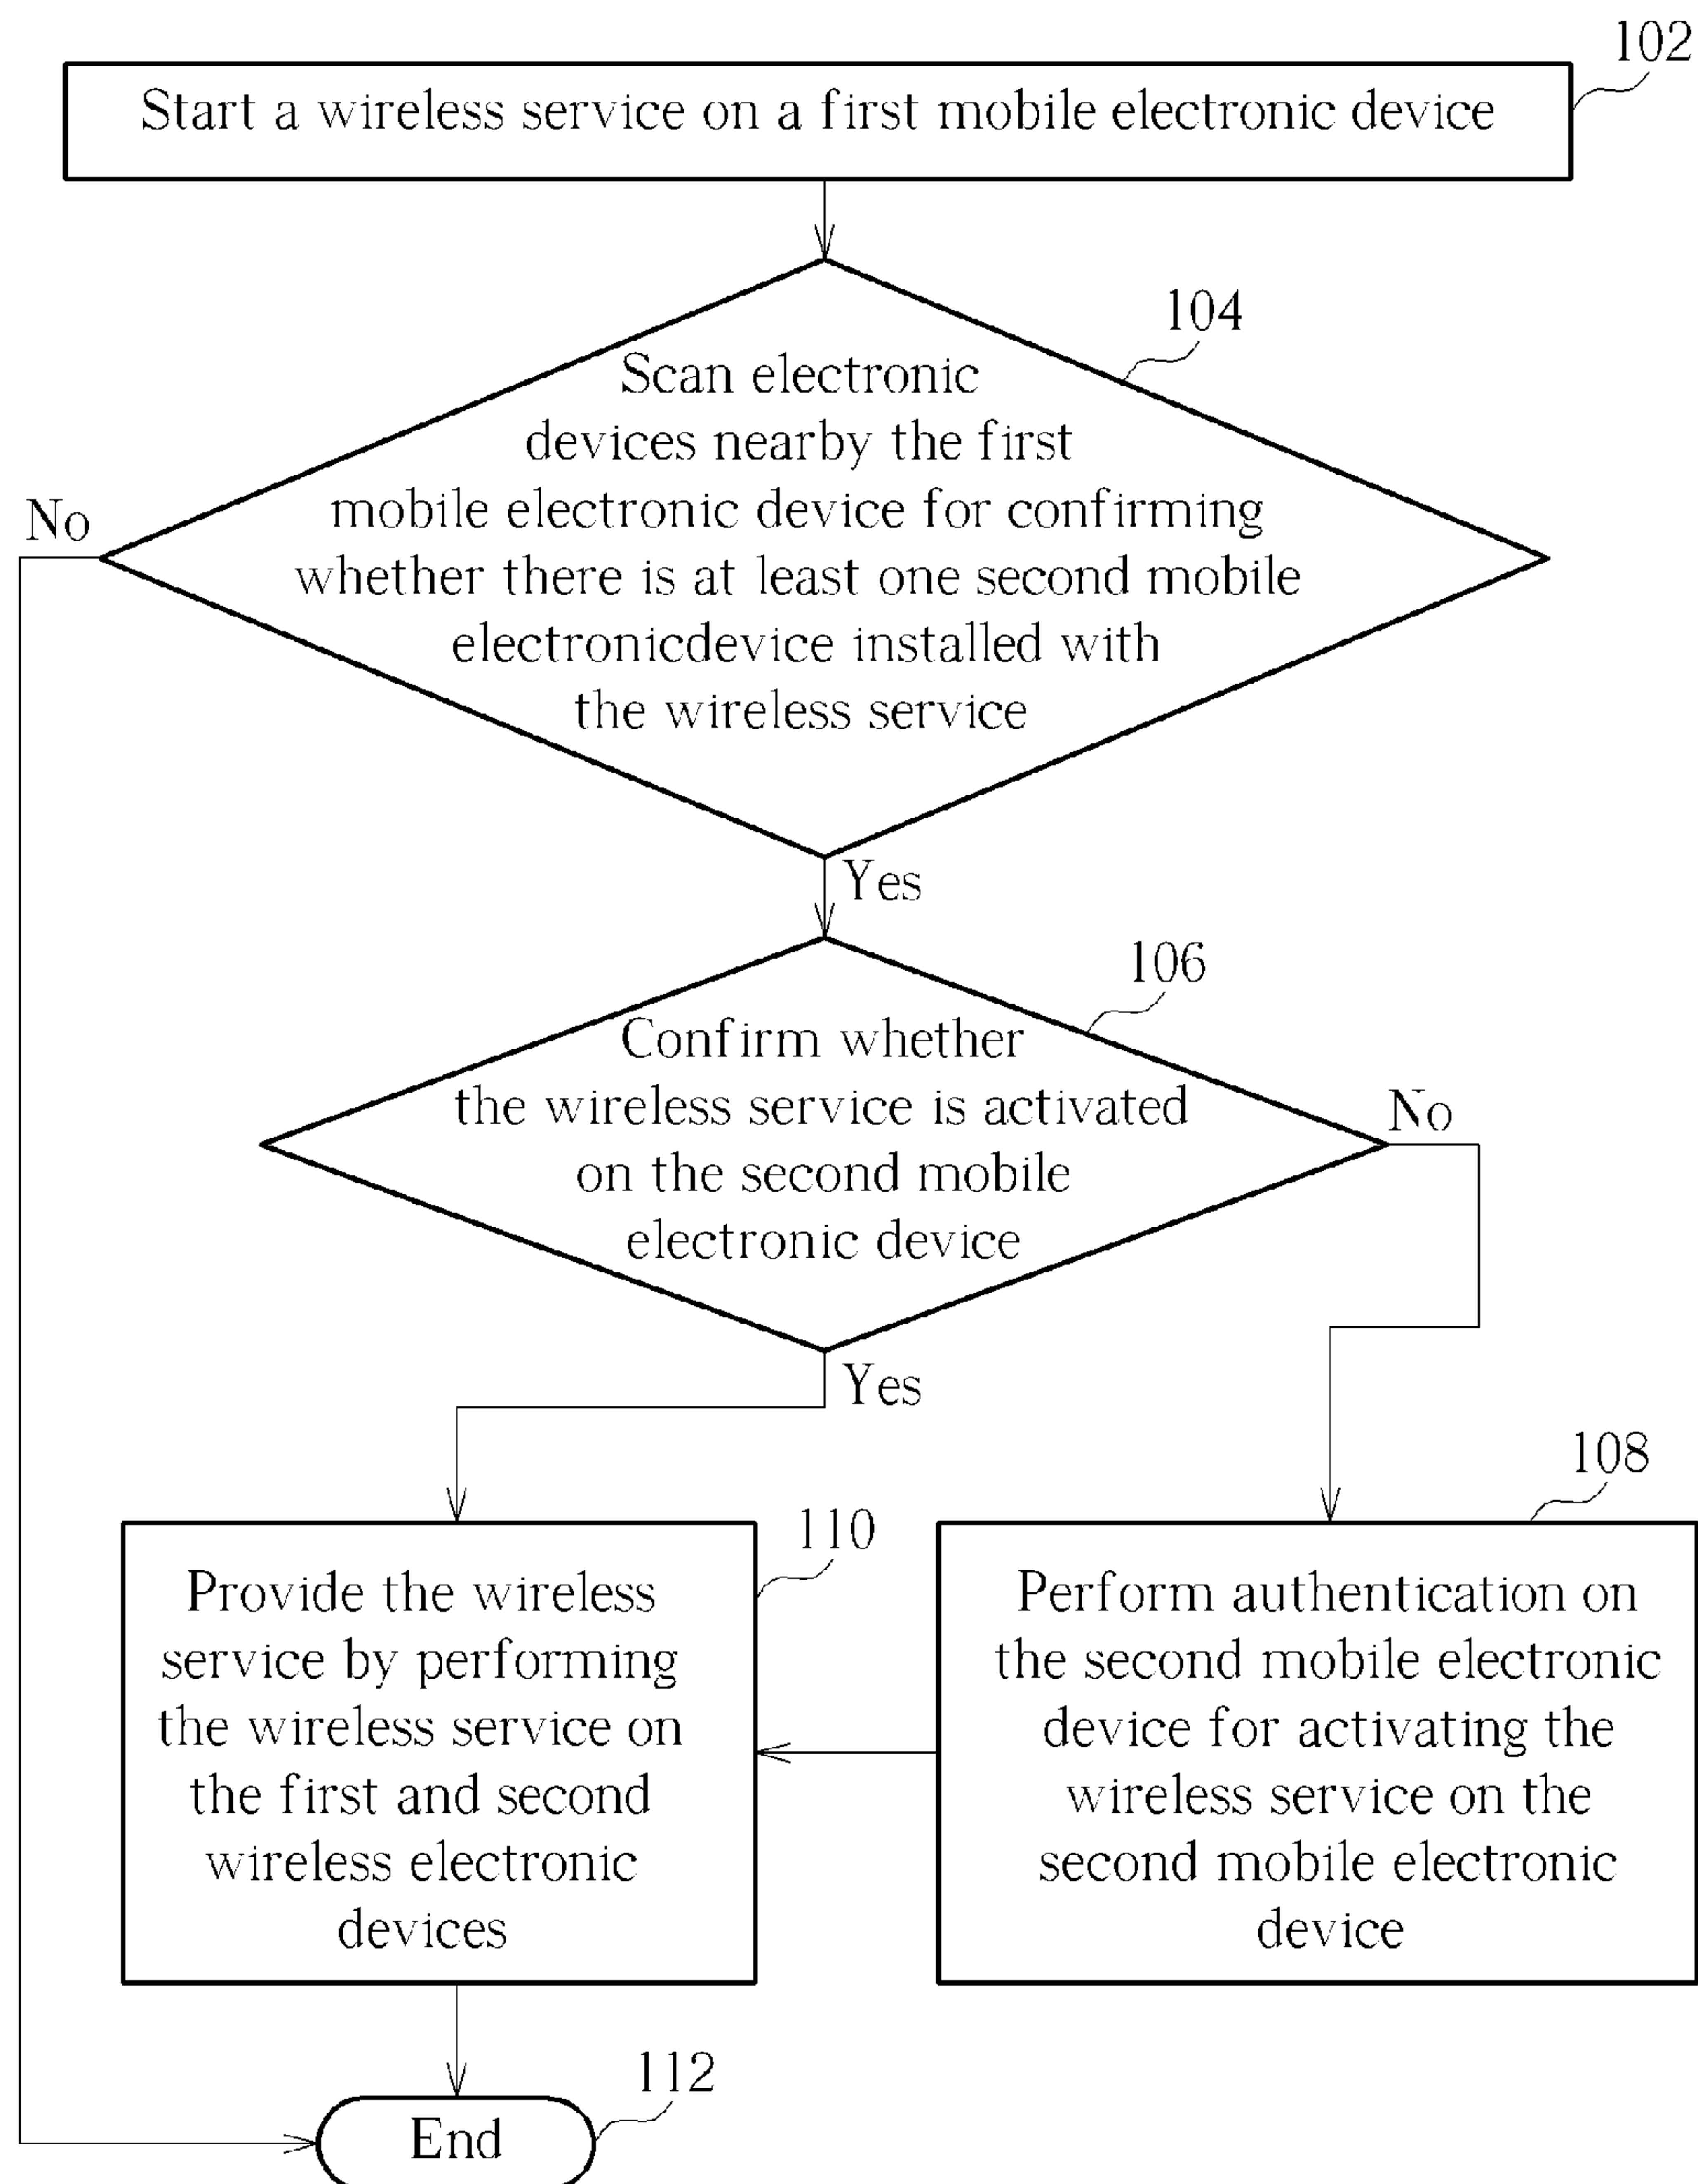 102
Start a wireless service on a first mobile electronic device
104
Scan electronic
devices nearby the first
mobile electronic device for confirming
whether there is at least one second mobile
electronicdevice installed with
the wireless service
No
Yes
106
Confirm whether
the wireless service is activated
on the second mobile
electronic device
No
Yes
108
110
Provide the wireless
service by performing
the wireless service on
the first and second
wireless electronic
devices
Perform authentication on
the second mobile electronic
device for activating the
wireless service on the
second mobile electronic
device
112
End